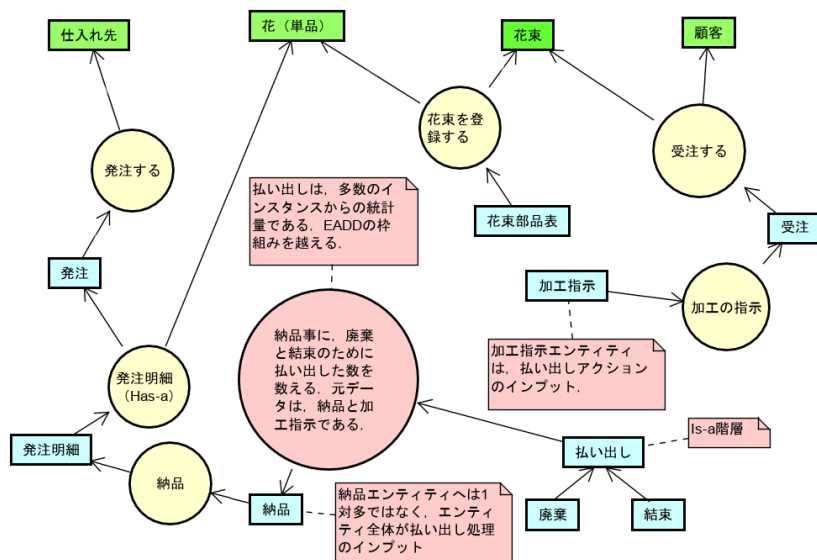 仕入れ先
花（単品）
花束
顧客
発注する
花束を登
録する
受注する
払い出しは，多数のイ
ンスタンスからの統計
量である．EADDの枠
組みを越える．
花束部品表
受注
発注
加工指示
加工の指示
納品事に，廃棄
と結束のために
払い出した数を
数える．元デー
タは，納品と加
工指示である．
加工指示エンティティ
は，払い出しアクション
のインプット．
発注明細
（Has-a）
Is-a階層
発注明細
払い出し
納品
納品
納品エンティティへは1
対多ではなく，エンティ
ティ全体が払い出し処理
のインプット
廃棄
結束